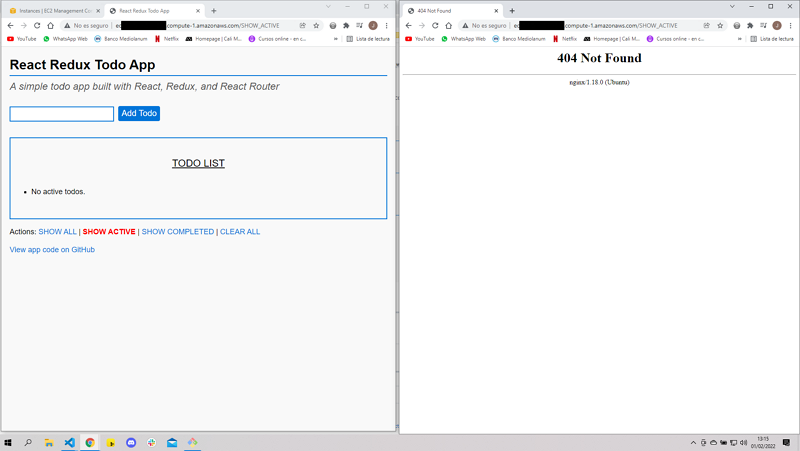 Instances | EC2 Management Co
React Redux Todo App
No es seguro
ec
compute-1.amazonaws.com/SHOW_ACTIVE
YouTube
WhatsApp Web
Banco Mediolanum
Netflix
Homepage | Cali M...
Cursos online - en c...
»
Lista de lectura
React Redux Todo App
A simple todo app built with React, Redux, and React Router
Add Todo
TODO LIST
No active todos.
Actions: SHOW ALL | SHOW ACTIVE | SHOW COMPLETED | CLEAR ALL
View app code on GitHub
404 Not Found
No es seguro
ec
compute-1.amazonaws.com/SHOW_ACTIVE
YouTube
WhatsApp Web
Banco Mediolanum
Netflix
Homepage | Cali M...
Cursos online - en c...
»
Lista de lectura
404 Not Found
nginx/1.18.0 (Ubuntu)
13:15
01/02/2022